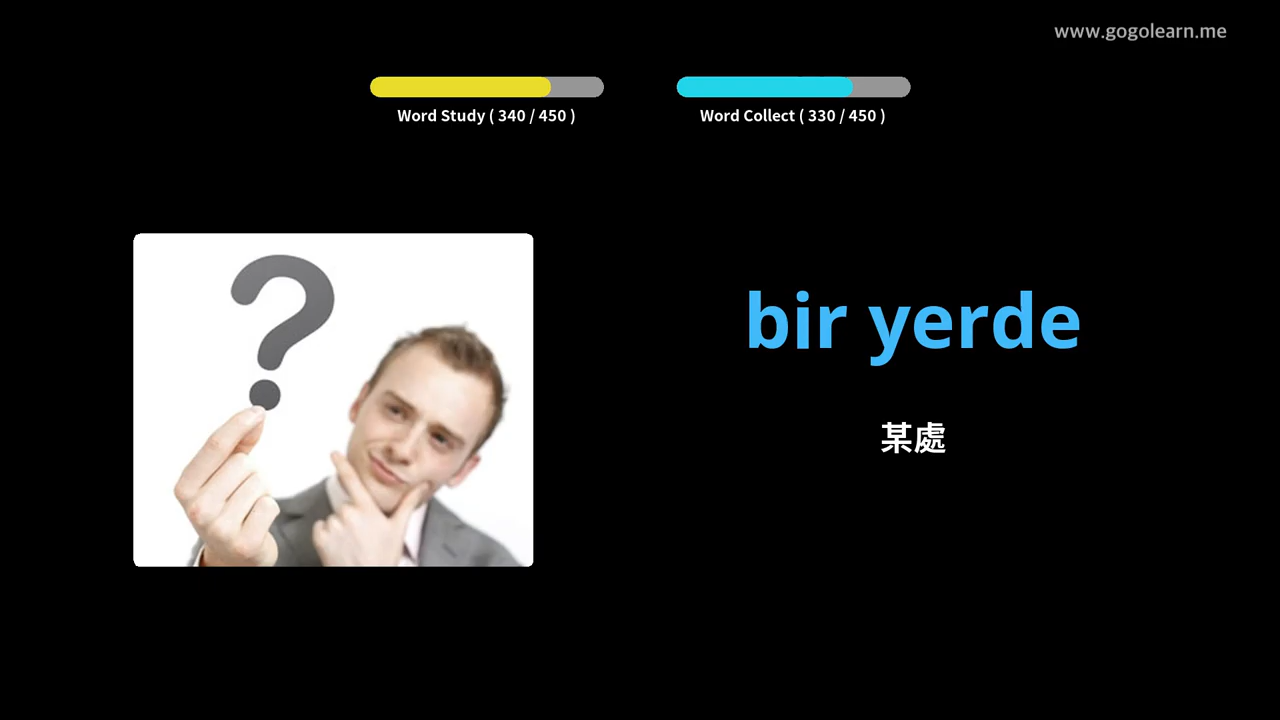 www.gogolearn.me
Word Study ( 340 / 450 )
Word Collect ( 330 / 450 )
bir yerde
某處